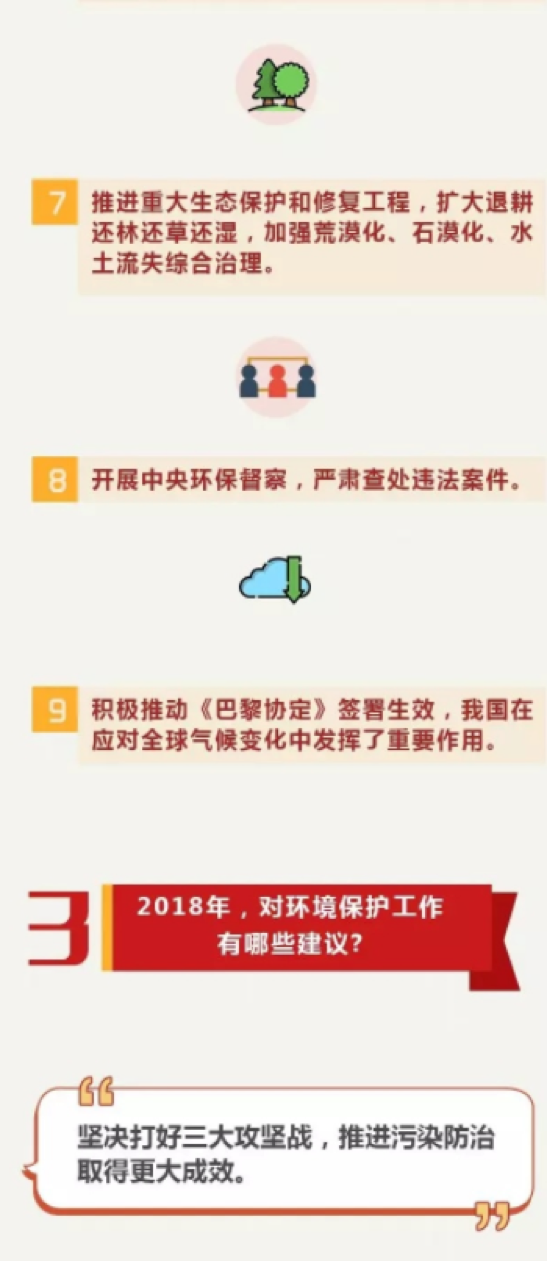 7
推进重大生态保护和修复工程，扩大退耕
还林还草还湿，加强荒漠化、石漠化、水
土流失综合治理。
8
开展中央环保督察，严肃查处违法案件。
9
积极推动《巴黎协定》签署生效，我国在
应对全球气候变化中发挥了重要作用。
3
2018年，对环境保护工作
有哪些建议?
“
坚决打好三大攻坚战，推进污染防治
取得更大成效。
”